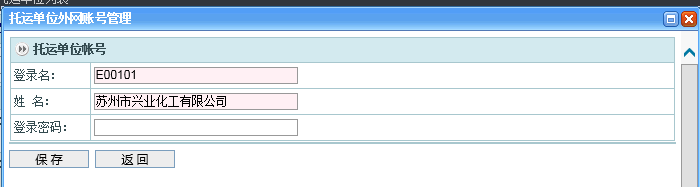 托运单位外网账号管理
托运单位帐号
登录名： E00101
姓 名： 苏州市兴业化工有限公司
登录密码：
保 存 返 回